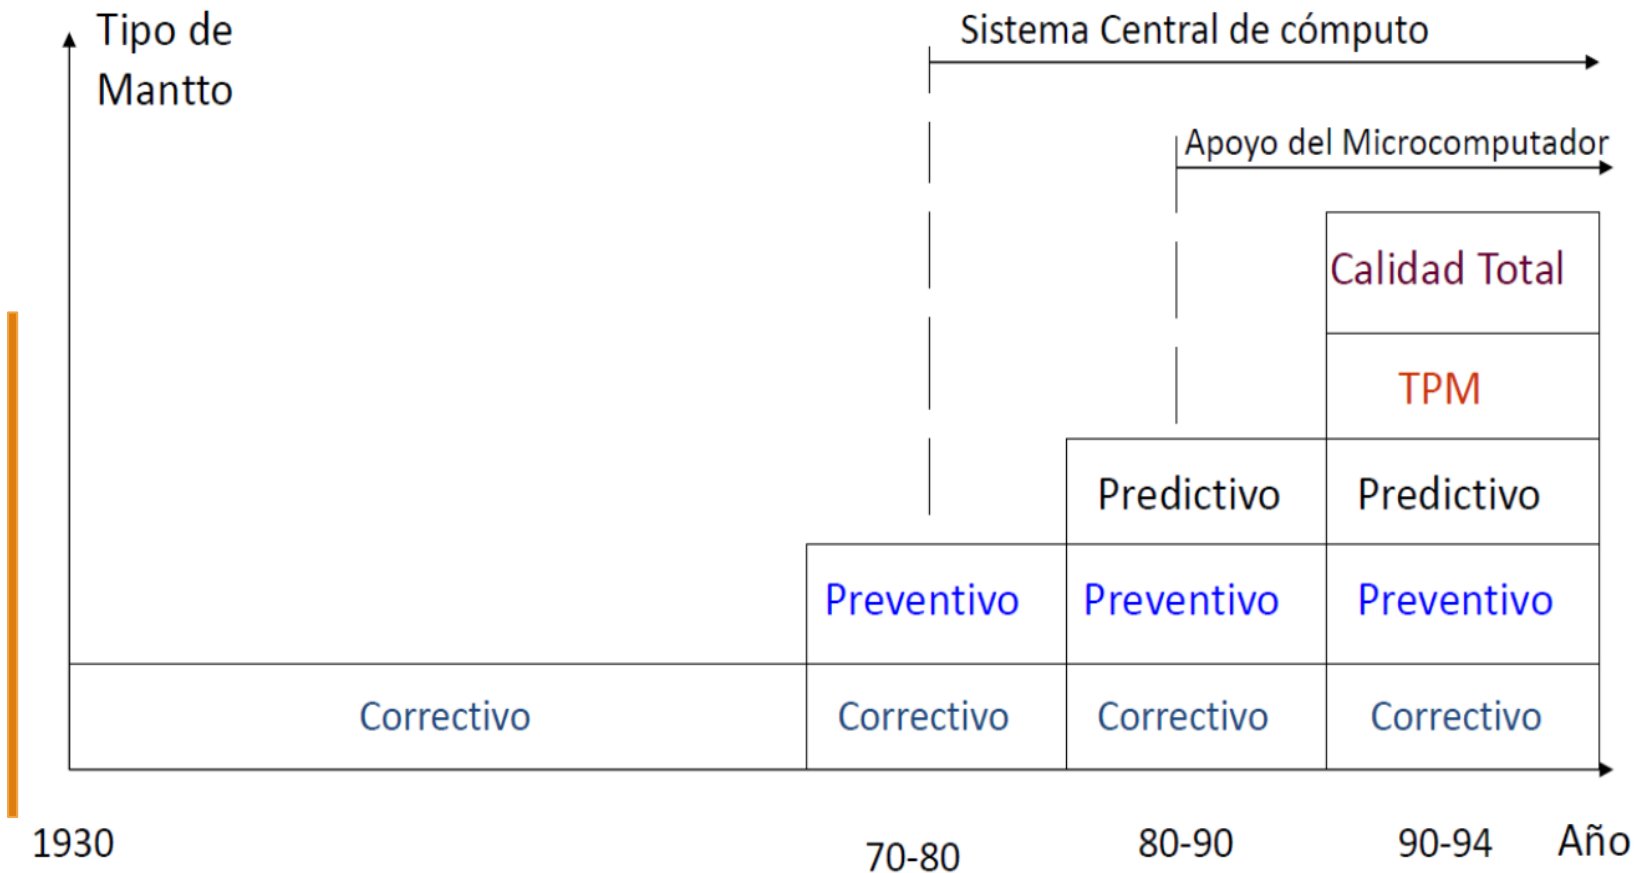 Tipo de
Mantto
Sistema Central de cómputo
Apoyo del Microcomputador
Calidad Total
TPM
Predictivo Predictivo
Preventivo Preventivo Preventivo
Correctivo Correctivo Correctivo Correctivo
1930 70-80 80-90 90-94 Año